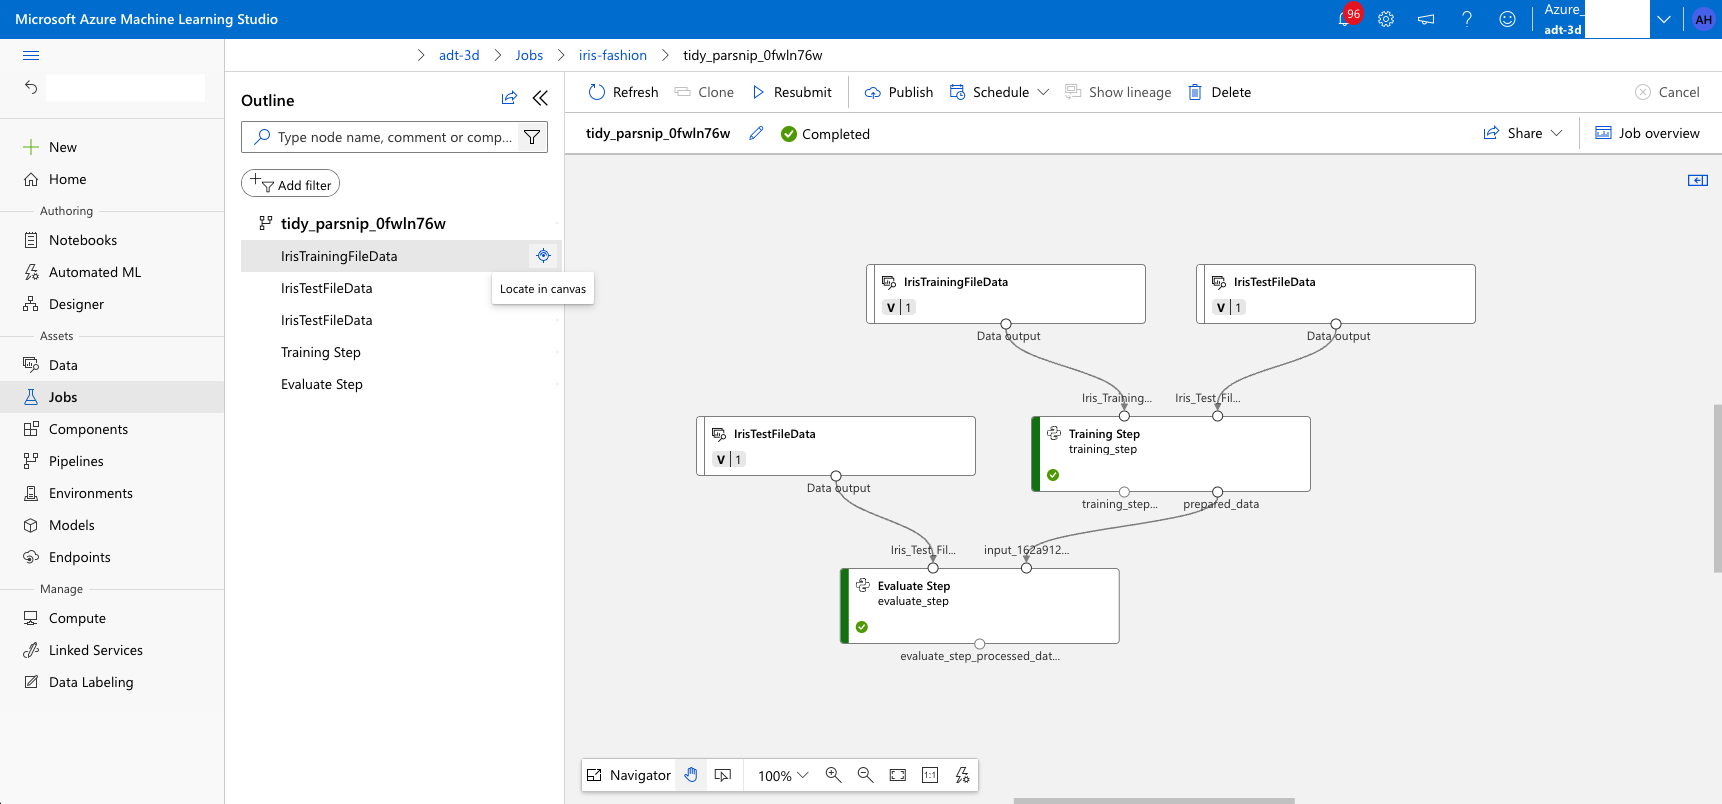 Microsoft Azure Machine Learning Studio
96
Azure_
adt-3d
AH
adt-3d
Jobs
iris-fashion
tidy_parsnip_0fwln76w
New
Home
Authoring
Notebooks
Automated ML
Designer
Assets
Data
Jobs
Components
Pipelines
Environments
Models
Endpoints
Manage
Compute
Linked Services
Data Labeling
Outline
Type node name, comment or comp...
Add filter
tidy_parsnip_0fwln76w
IrisTrainingFileData
Locate in canvas
IrisTestFileData
IrisTestFileData
Training Step
Evaluate Step
Refresh
Clone
Resubmit
Publish
Schedule
Show lineage
Delete
Cancel
tidy_parsnip_0fwln76w
Completed
Share
Job overview
IrisTrainingFileData
V 1
Data output
IrisTestFileData
V 1
Data output
Iris_Training...
Iris_Test_Fil...
IrisTestFileData
V 1
Data output
Training Step
training_step
training_step...
prepared_data
Iris_Test_Fil...
input_162a912...
Evaluate Step
evaluate_step
evaluate_step_processed_dat...
Navigator
100%
1:1